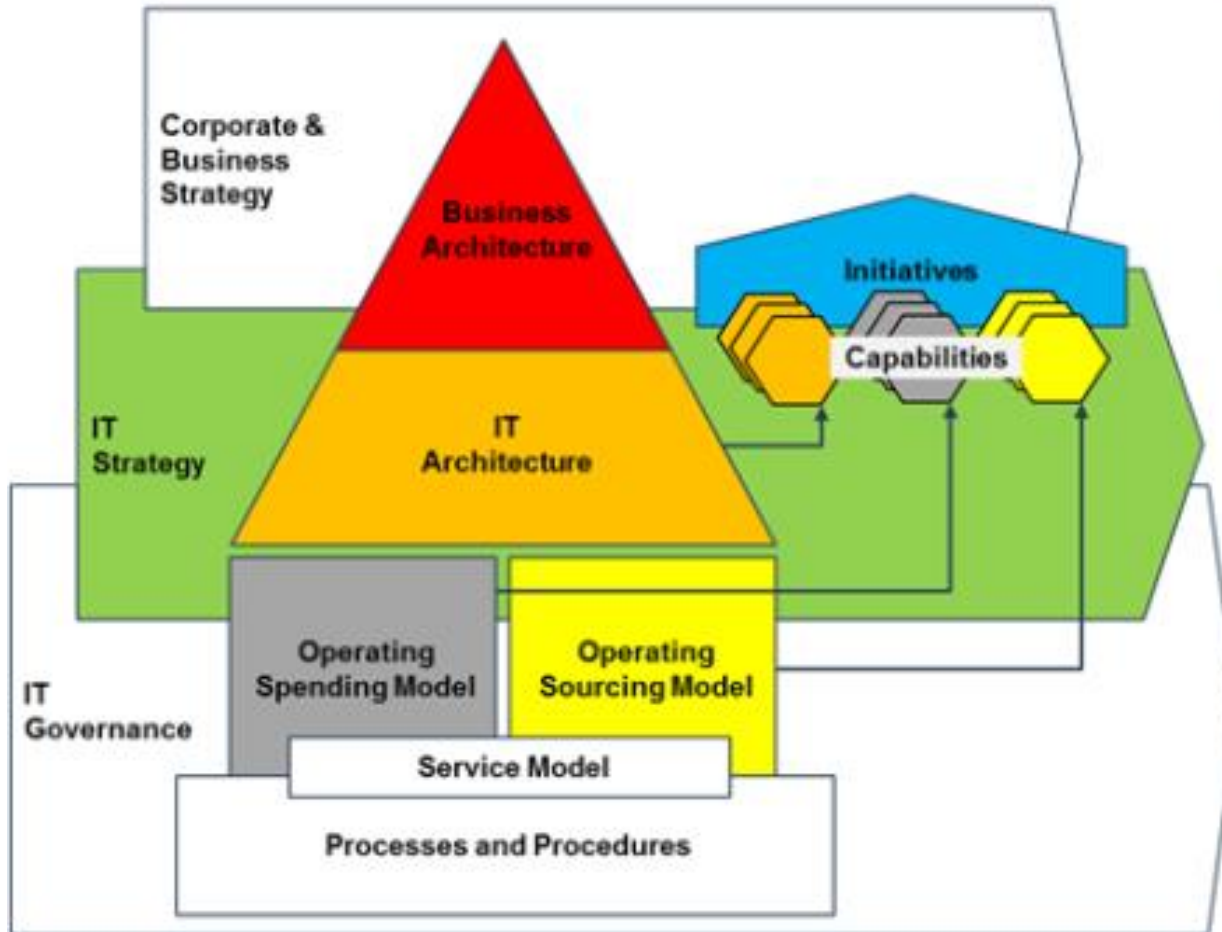 Corporate &
Business
Strategy
Business
Architecture
Initiatives
Capabilities
IT
Strategy
IT
Architecture
Operating
Spending Model
Operating
Sourcing Model
IT
Governance
Service Model
Processes and Procedures